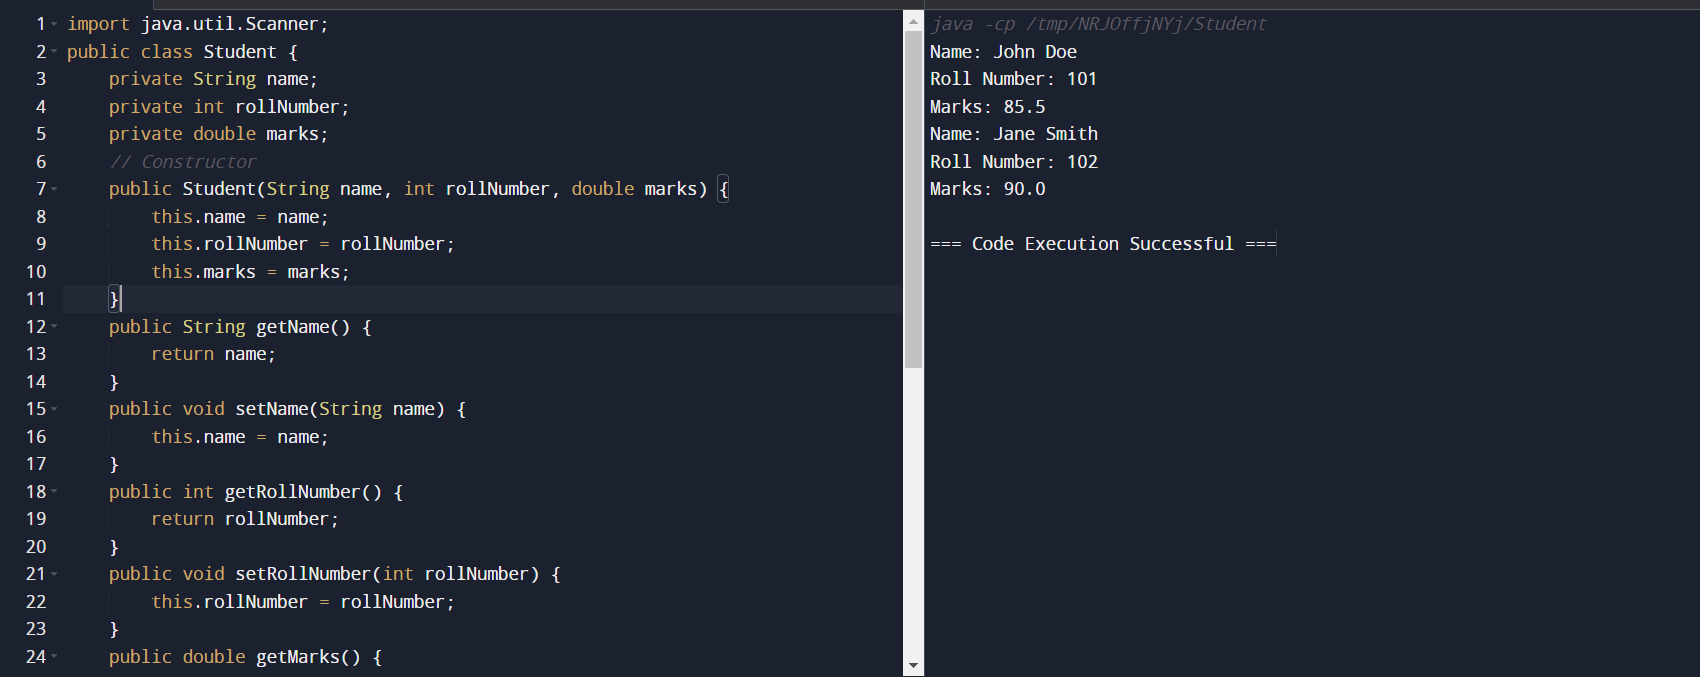 1 import java.util.Scanner;
2 public class Student {
3 private String name;
4 private int rollNumber;
5 private double marks;
6 // Constructor
7 public Student(String name, int rollNumber, double marks) {
8 this.name = name;
9 this.rollNumber = rollNumber;
10 this.marks = marks;
11 }
12 public String getName() {
13 return name;
14 }
15 public void setName(String name) {
16 this.name = name;
17 }
18 public int getRollNumber() {
19 return rollNumber;
20 }
21 public void setRollNumber(int rollNumber) {
22 this.rollNumber = rollNumber;
23 }
24 public double getMarks() {
java -cp /tmp/NRJOffjNYj/Student
Name: John Doe
Roll Number: 101
Marks: 85.5
Name: Jane Smith
Roll Number: 102
Marks: 90.0
=== Code Execution Successful ===